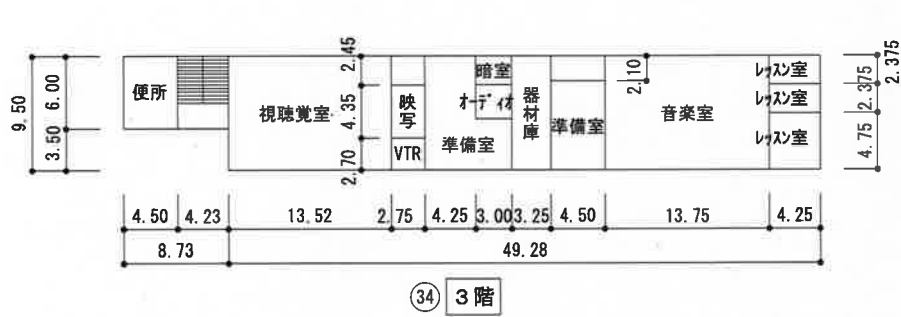 9.50
6.00
3.50
便所
視聴覚室
2.45
4.35
2.70
映写
VTR
暗室
オーディオ
準備室
器材庫
準備室
2.10
音楽室
レッスン室
レッスン室
レッスン室
2.375
2.375
4.75
4.50 4.23 13.52 2.75 4.25 3.00 3.25 4.50 13.75 4.25
8.73 49.28
㉞ 3階